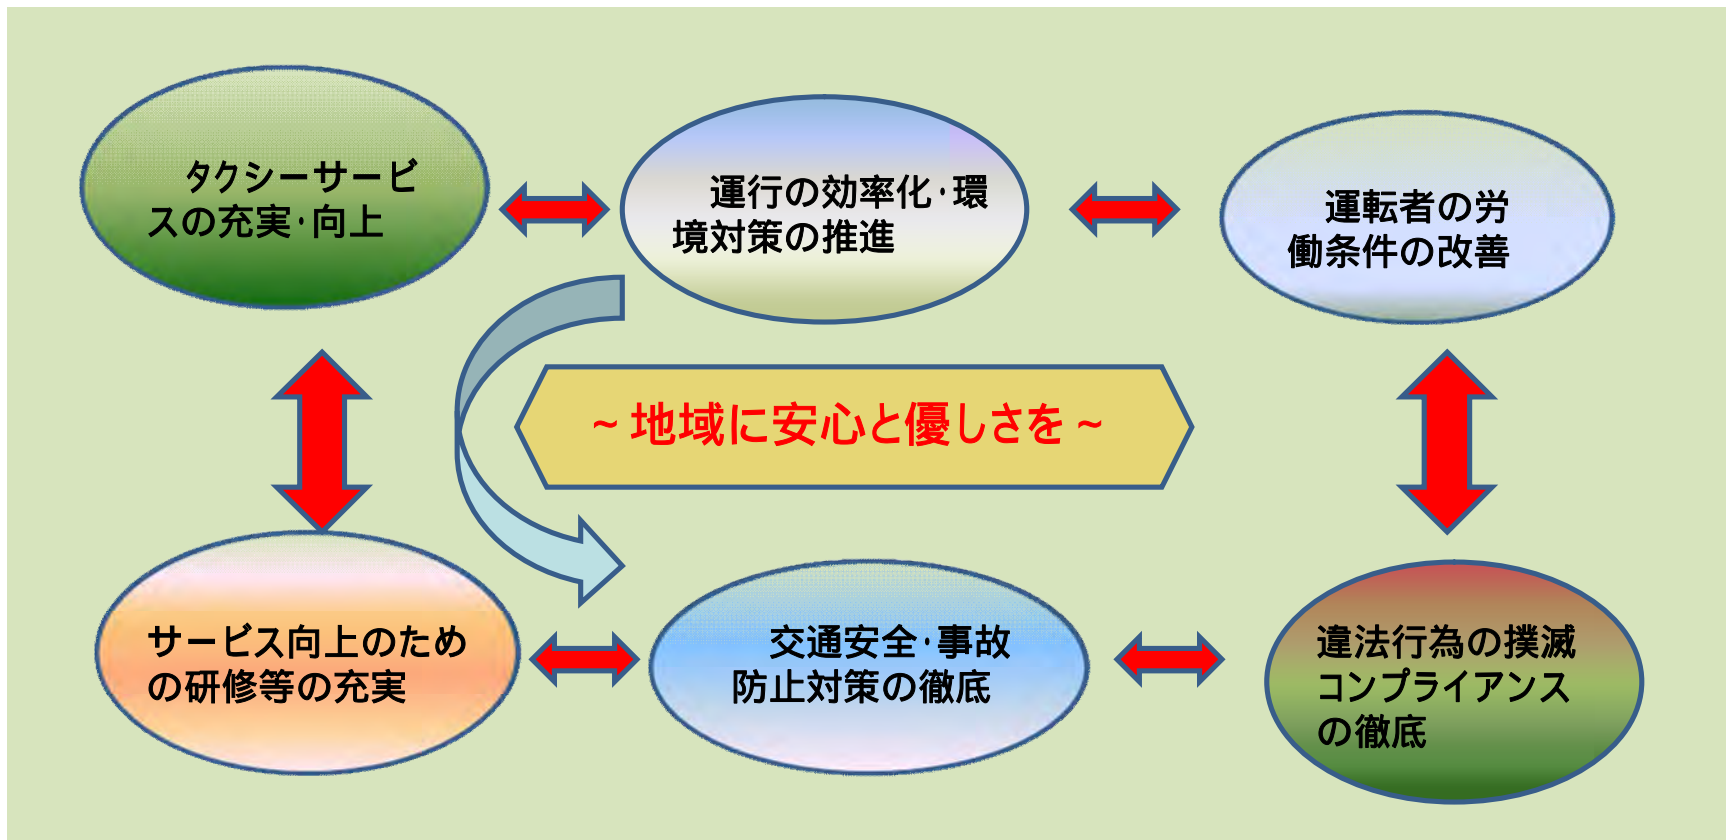 タクシーサービ
スの充実・向上
運行の効率化・環
境対策の推進
運転者の労
働条件の改善
~地域に安心と優しさを~
サービス向上のため
の研修等の充実
交通安全・事故
防止対策の徹底
違法行為の撲滅
コンプライアンス
の徹底